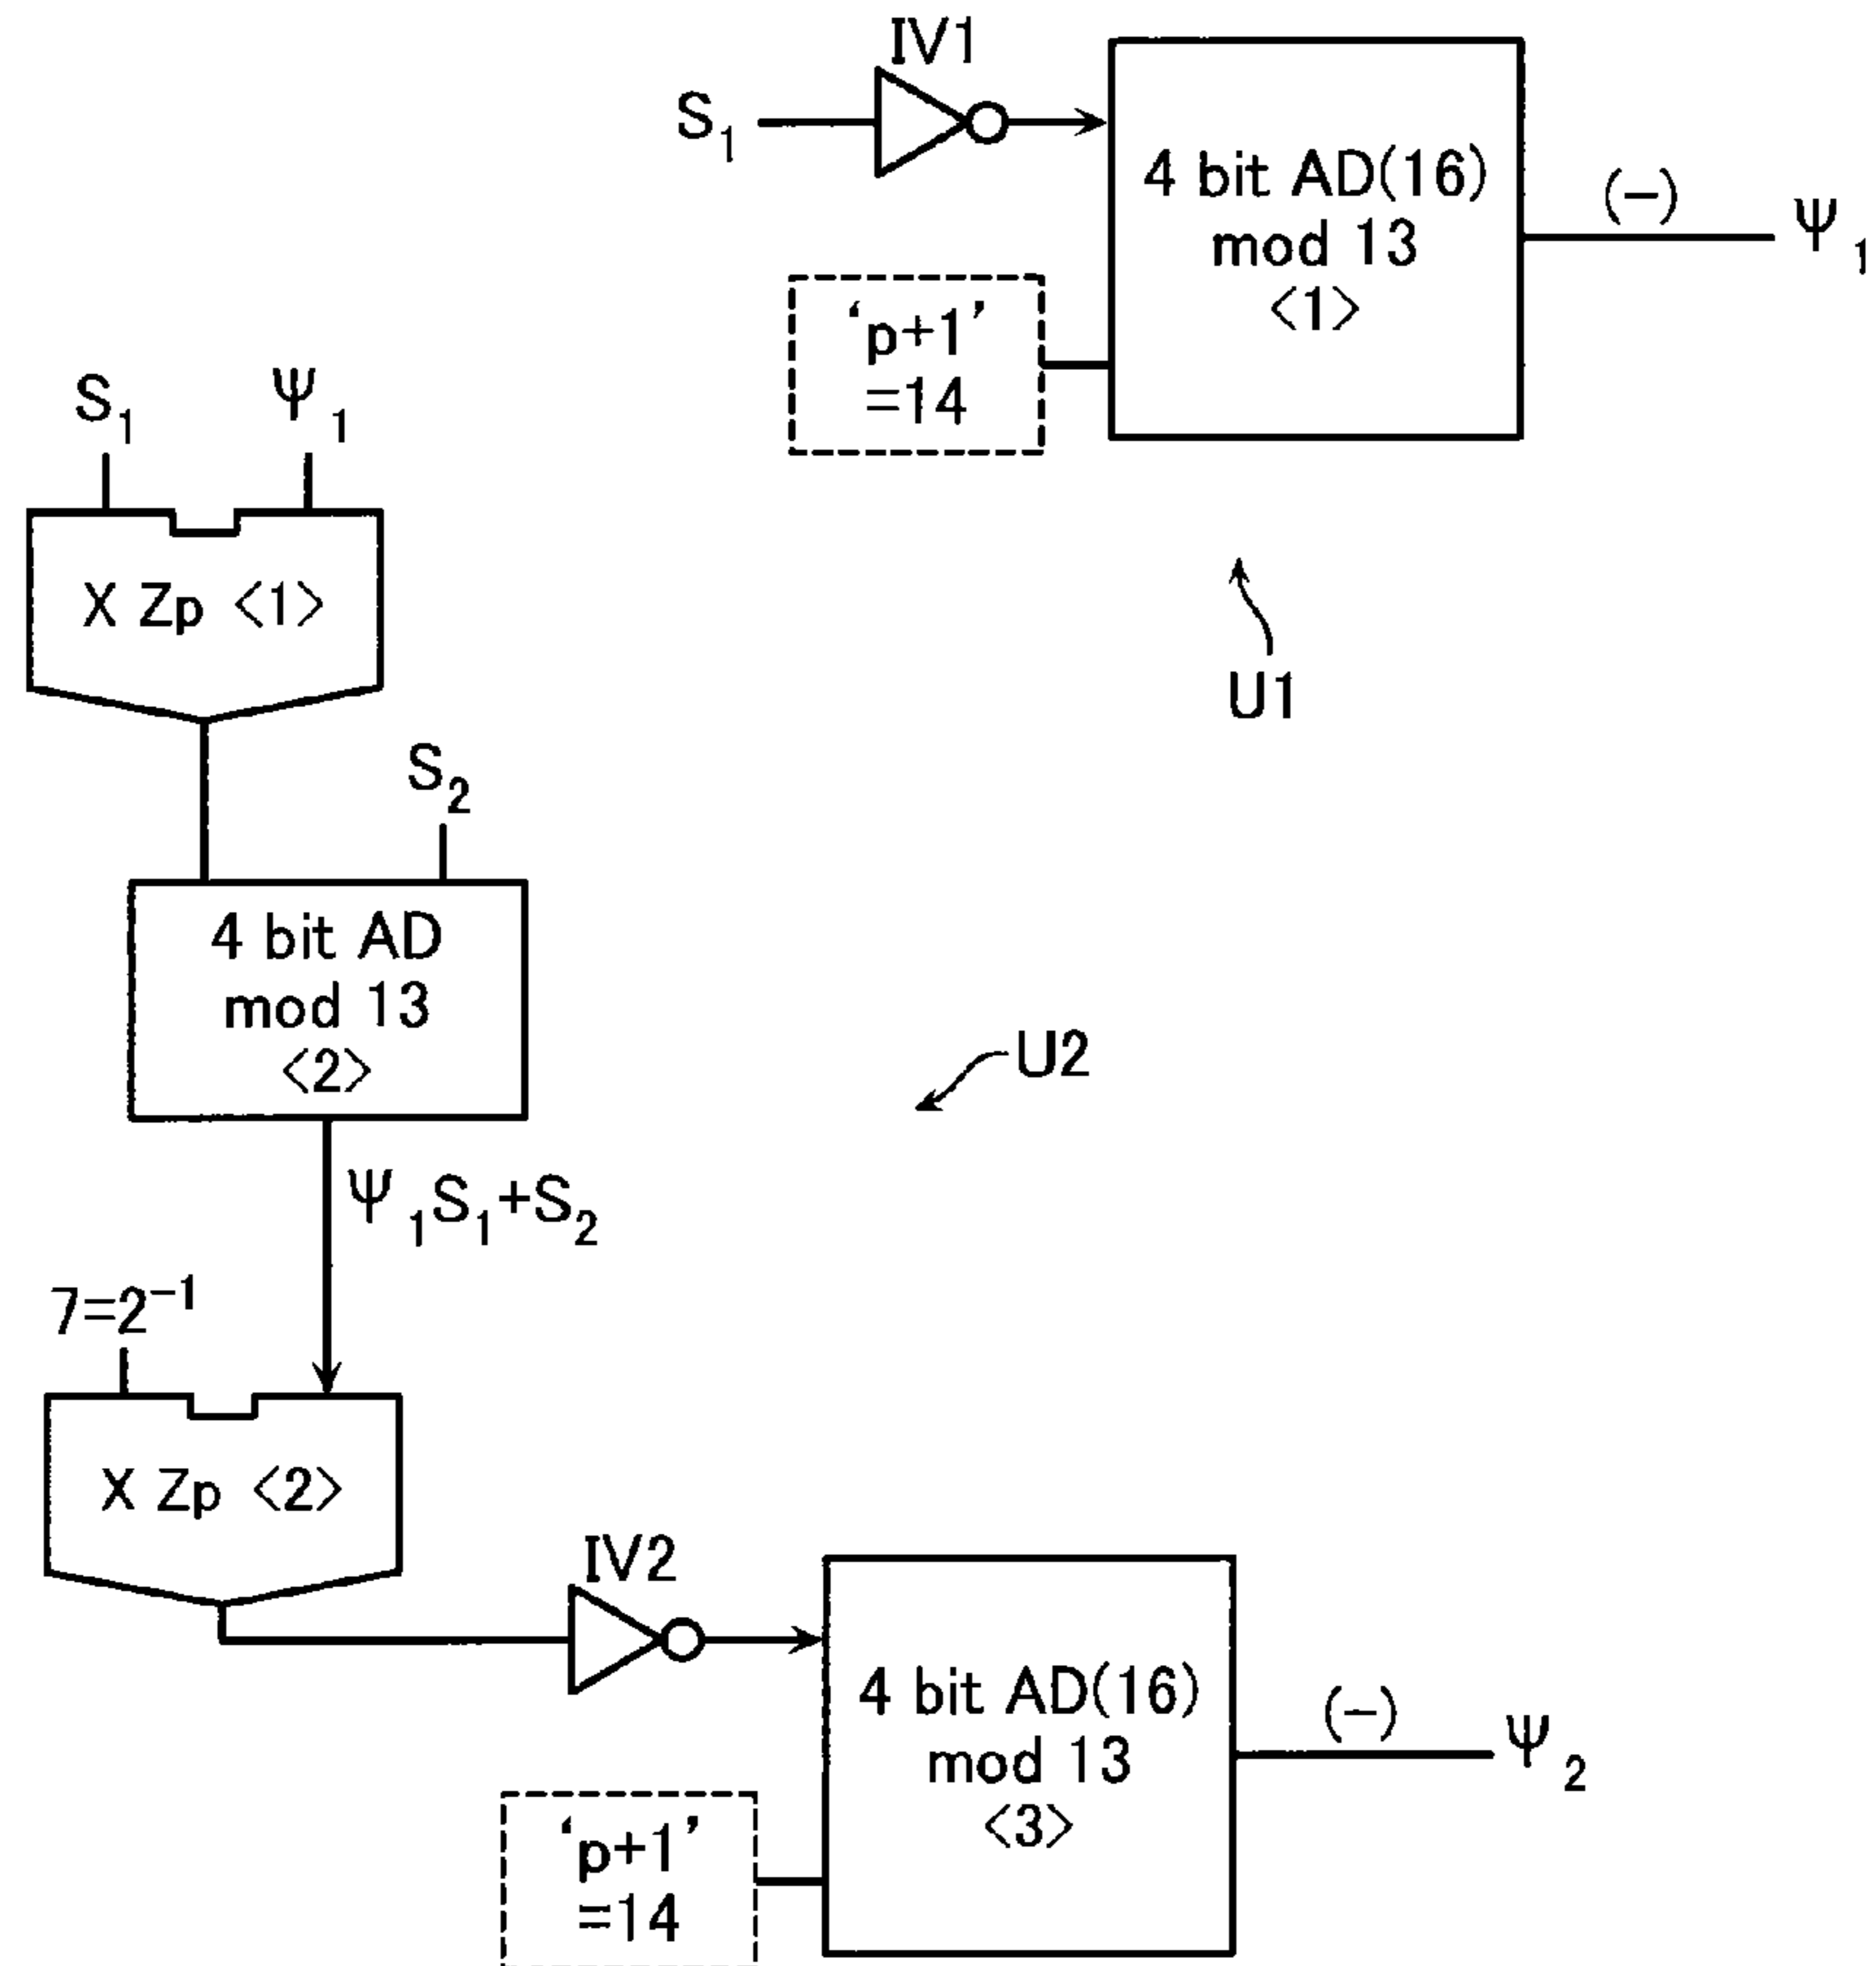 IV1
S₁
4 bit AD(16)
mod 13
<1>
(-)
Ψ₁
‘p+1’
=14
U1
S₁
Ψ₁
X Zp <1>
S₂
4 bit AD
mod 13
<2>
U2
Ψ₁S₁+S₂
7=2⁻¹
X Zp <2>
IV2
4 bit AD(16)
mod 13
<3>
(-)
Ψ₂
‘p+1’
=14